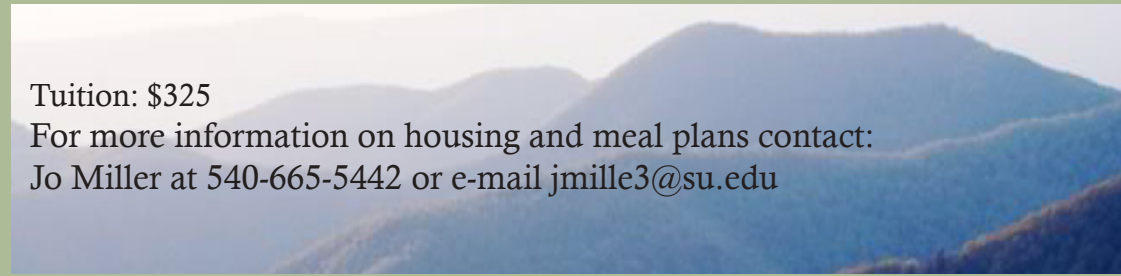 Tuition: $325
For more information on housing and meal plans contact:
Jo Miller at 540-665-5442 or e-mail jmille3@su.edu